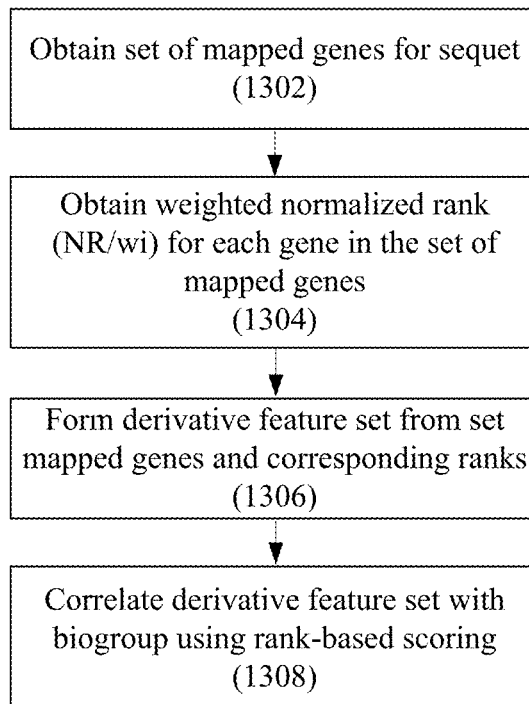 Obtain set of mapped genes for sequet
(1302)
Obtain weighted normalized rank
(NR/wi) for each gene in the set of
mapped genes
(1304)
Form derivative feature set from set
mapped genes and corresponding ranks
(1306)
Correlate derivative feature set with
biogroup using rank-based scoring
(1308)